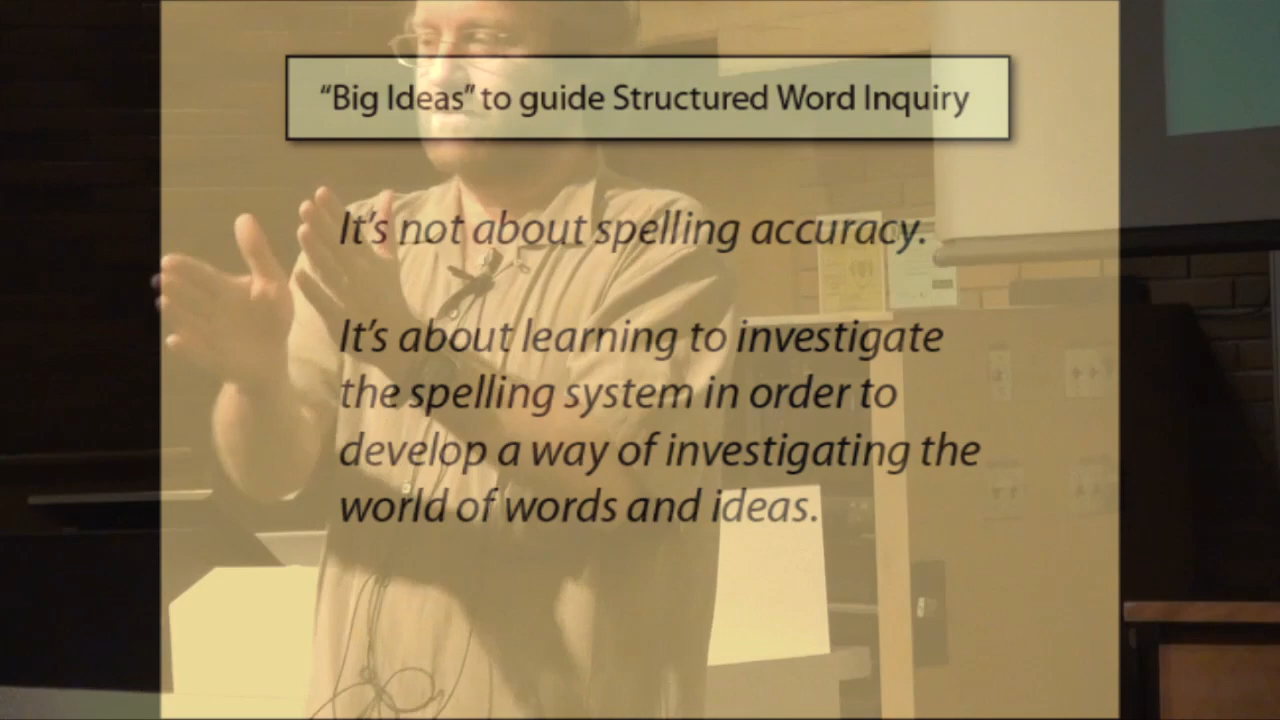 “Big Ideas” to guide Structured Word Inquiry
It’s not about spelling accuracy.
It’s about learning to investigate
the spelling system in order to
develop a way of investigating the
world of words and ideas.